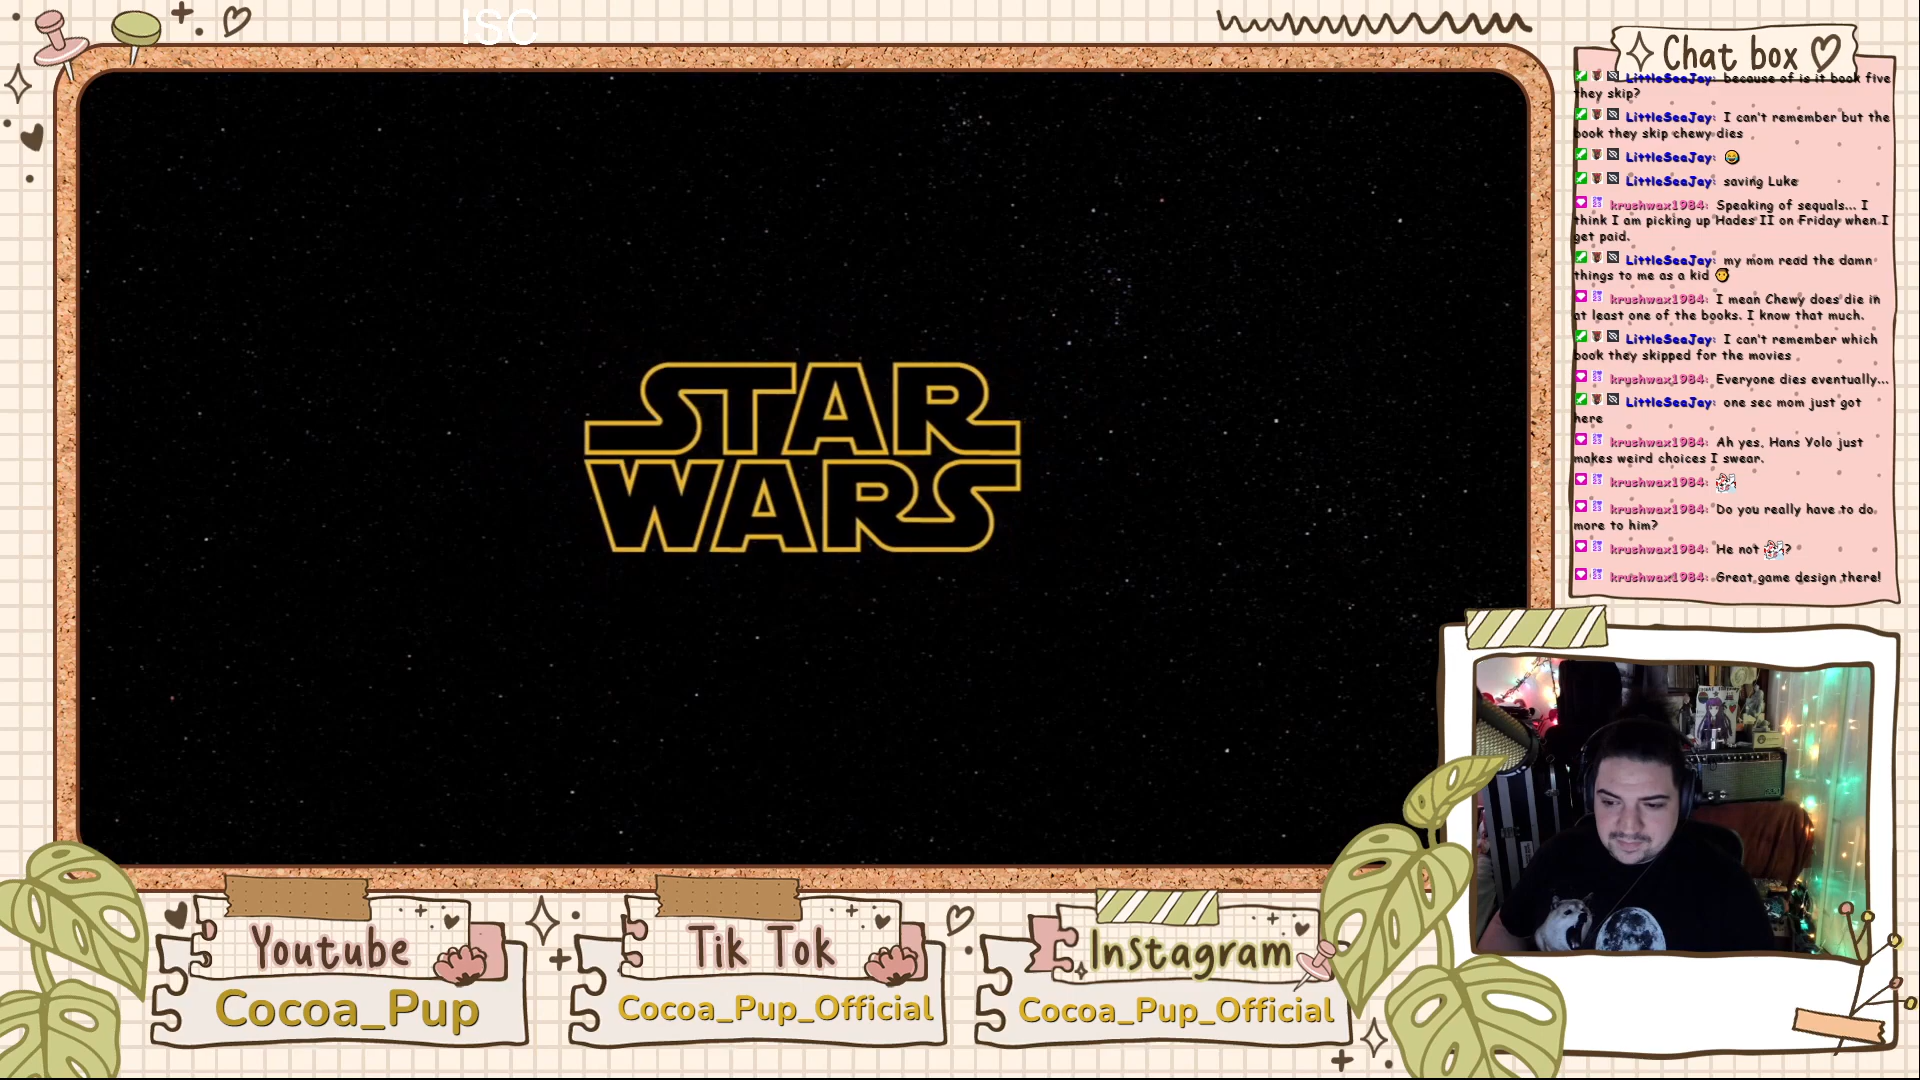 !SC
STAR
WARS
Chat box
LittleSeaJay: because of is it book five
they skip?
LittleSeaJay: I can't remember but the
book they skip chewy dies
LittleSeaJay:
LittleSeaJay: saving Luke
krushwax1984: Speaking of sequals... I
think I am picking up Hades II on Friday when I
get paid.
LittleSeaJay: my mom read the damn
things to me as a kid
krushwax1984: I mean Chewy does die in
at least one of the books. I know that much.
LittleSeaJay: I can't remember which
book they skipped for the movies
krushwax1984: Everyone dies eventually...
LittleSeaJay: one sec mom just got
here
krushwax1984: Ah yes, Hans Yolo just
makes weird choices I swear.
krushwax1984:
krushwax1984: Do you really have to do
more to him?
krushwax1984: He not ?
krushwax1984: Great game design there!
Youtube
Cocoa_Pup
Tik Tok
Cocoa_Pup_Official
Instagram
Cocoa_Pup_Official